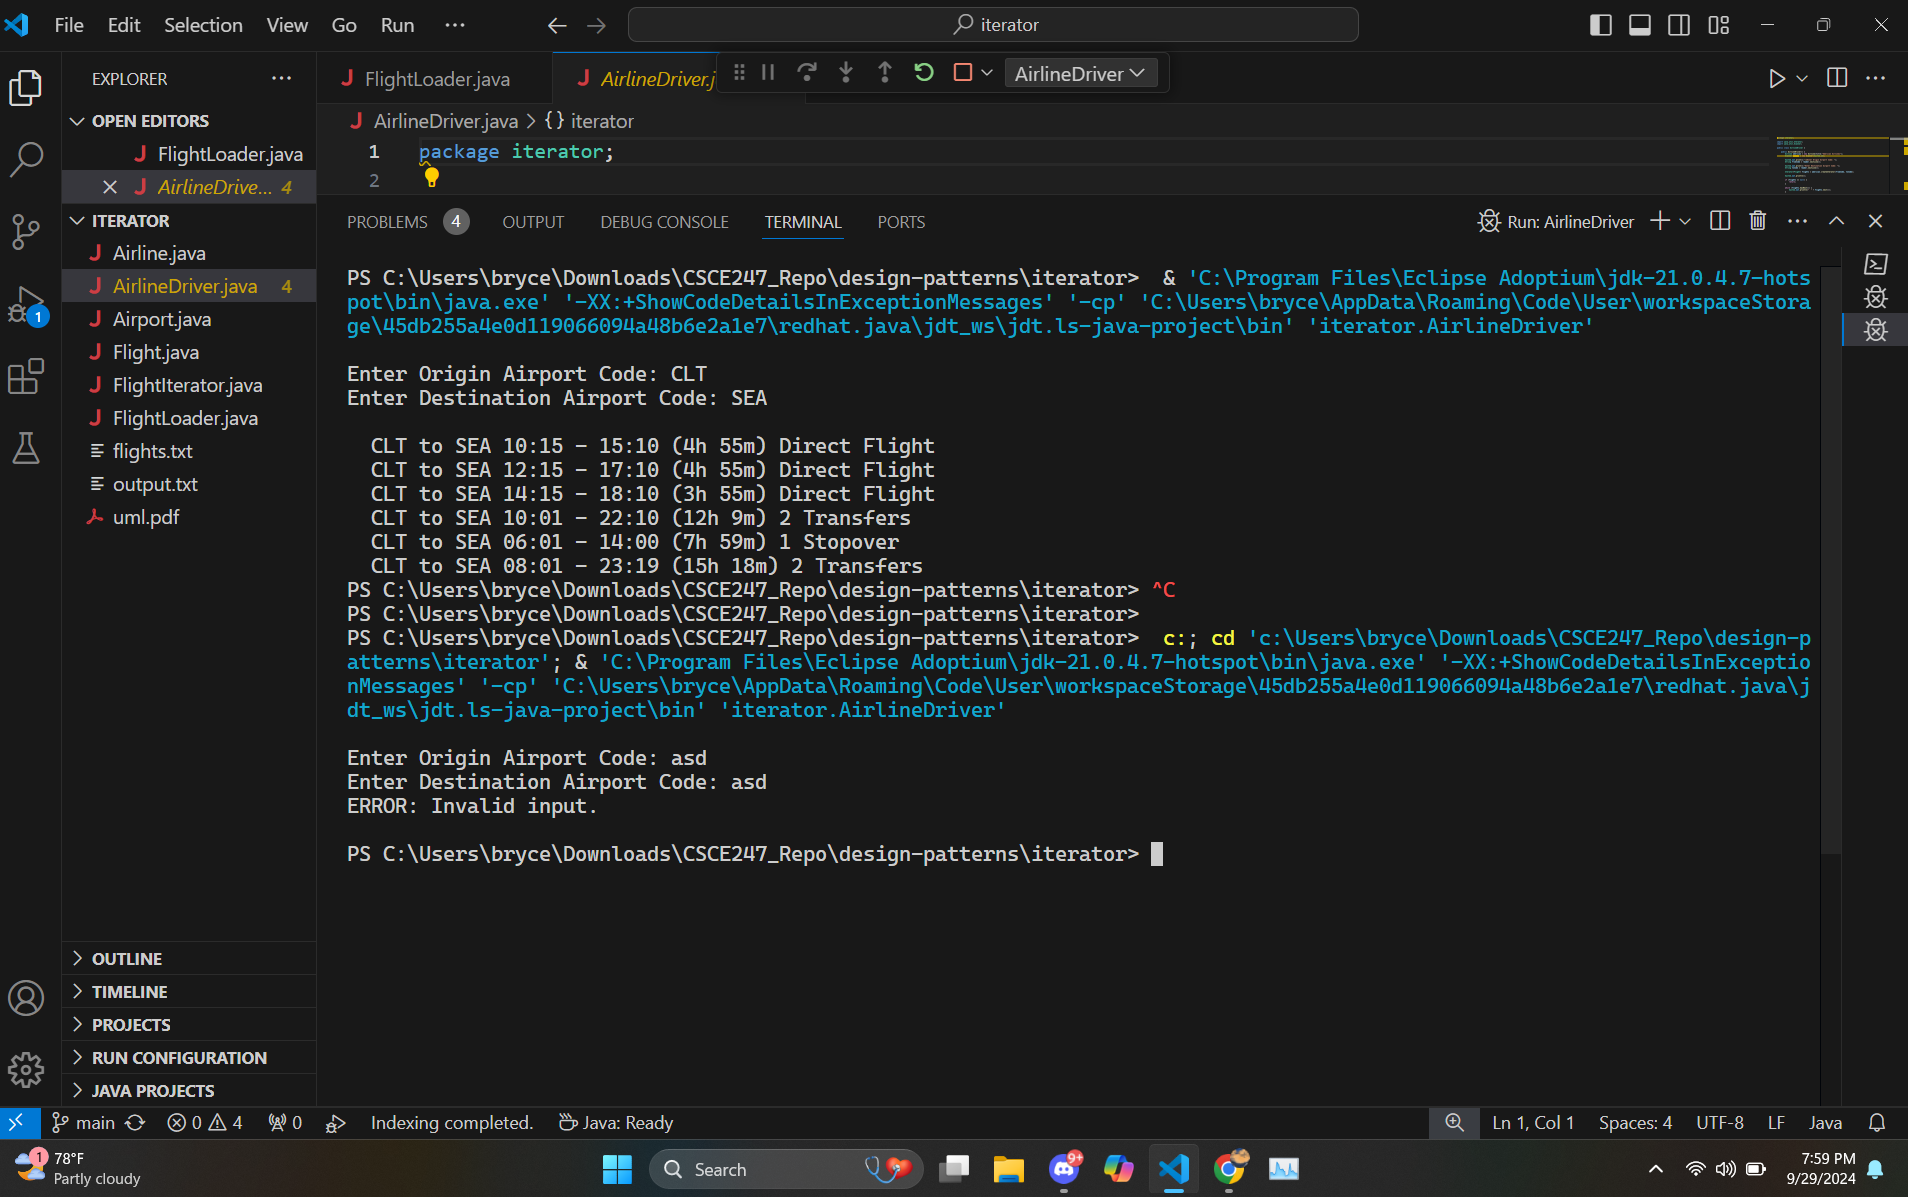 File Edit Selection View Go Run ··· iterator
EXPLORER ···
OPEN EDITORS
FlightLoader.java
AirlineDrive... 4
ITERATOR
Airline.java
AirlineDriver.java 4
Airport.java
Flight.java
FlightIterator.java
FlightLoader.java
flights.txt
output.txt
uml.pdf
OUTLINE
TIMELINE
PROJECTS
RUN CONFIGURATION
JAVA PROJECTS
1
FlightLoader.java AirlineDriver.j AirlineDriver
AirlineDriver.java > {} iterator
1 package iterator;
2
PROBLEMS 4 OUTPUT DEBUG CONSOLE TERMINAL PORTS Run: AirlineDriver
PS C:\Users\bryce\Downloads\CSCE247_Repo\design-patterns\iterator>  & 'C:\Program Files\Eclipse Adoptium\jdk-21.0.4.7-hots
pot\bin\java.exe' '-XX:+ShowCodeDetailsInExceptionMessages' '-cp' 'C:\Users\bryce\AppData\Roaming\Code\User\workspaceStora
ge\45db255a4e0d119066094a48b6e2a1e7\redhat.java\jdt_ws\jdt.ls-java-project\bin' 'iterator.AirlineDriver'
Enter Origin Airport Code: CLT
Enter Destination Airport Code: SEA
CLT to SEA 10:15 - 15:10 (4h 55m) Direct Flight
CLT to SEA 12:15 - 17:10 (4h 55m) Direct Flight
CLT to SEA 14:15 - 18:10 (3h 55m) Direct Flight
CLT to SEA 10:01 - 22:10 (12h 9m) 2 Transfers
CLT to SEA 06:01 - 14:00 (7h 59m) 1 Stopover
CLT to SEA 08:01 - 23:19 (15h 18m) 2 Transfers
PS C:\Users\bryce\Downloads\CSCE247_Repo\design-patterns\iterator> ^C
PS C:\Users\bryce\Downloads\CSCE247_Repo\design-patterns\iterator>
PS C:\Users\bryce\Downloads\CSCE247_Repo\design-patterns\iterator>  c:; cd 'c:\Users\bryce\Downloads\CSCE247_Repo\design-p
atterns\iterator'; & 'C:\Program Files\Eclipse Adoptium\jdk-21.0.4.7-hotspot\bin\java.exe' '-XX:+ShowCodeDetailsInExceptio
nMessages' '-cp' 'C:\Users\bryce\AppData\Roaming\Code\User\workspaceStorage\45db255a4e0d119066094a48b6e2a1e7\redhat.java\j
dt_ws\jdt.ls-java-project\bin' 'iterator.AirlineDriver'
Enter Origin Airport Code: asd
Enter Destination Airport Code: asd
ERROR: Invalid input.
PS C:\Users\bryce\Downloads\CSCE247_Repo\design-patterns\iterator>
main 0 4 0 Indexing completed. Java: Ready Ln 1, Col 1 Spaces: 4 UTF-8 LF Java
1 78°F
Partly cloudy
Search
9+
7:59 PM
9/29/2024